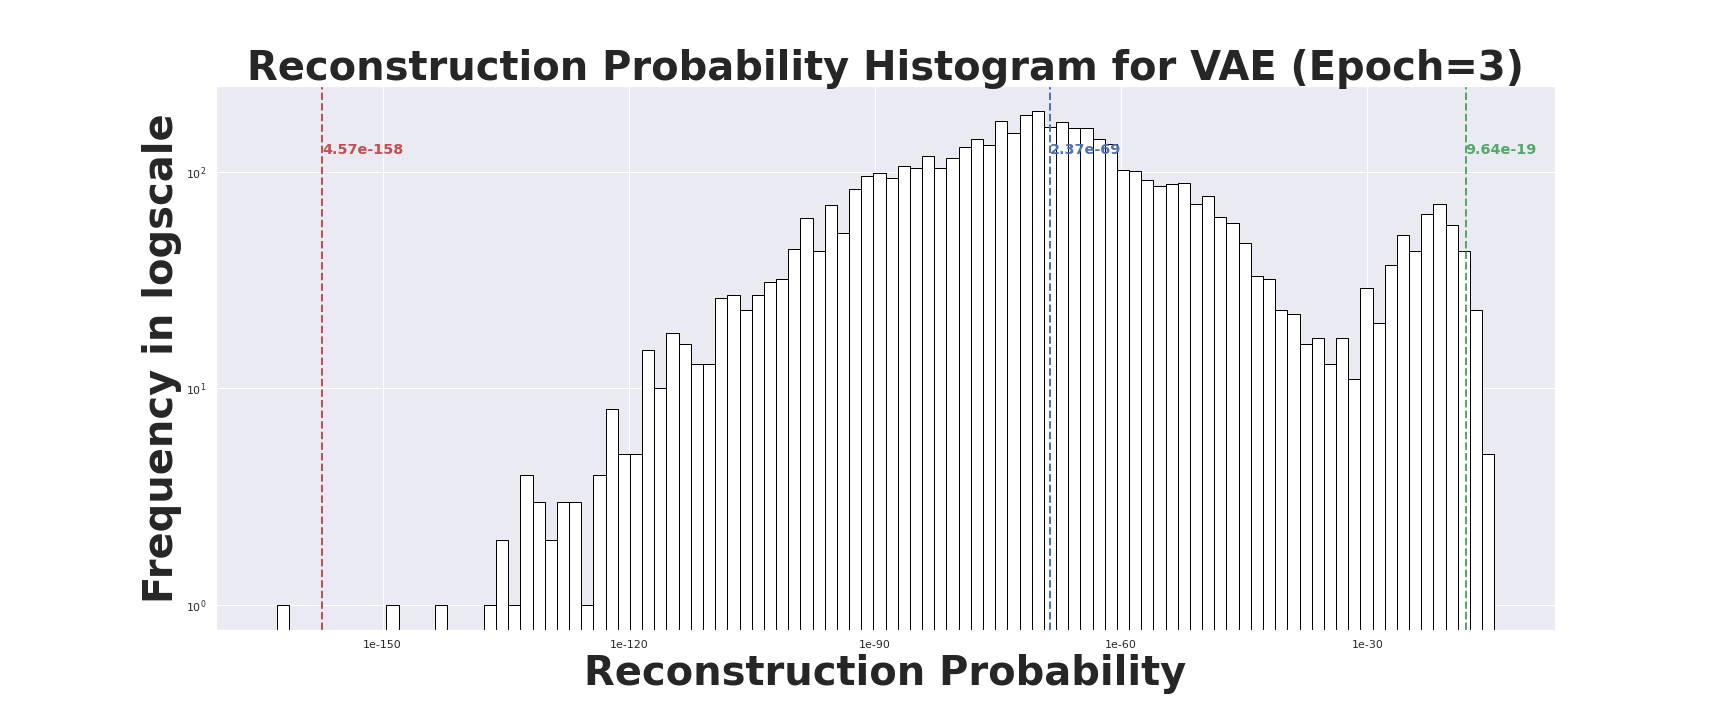 Reconstruction Probability Histogram for VAE (Epoch=3)
Frequency in logscale
10²
10¹
10⁰
4.57e-158
2.37e-69
9.64e-19
1e-150
1e-120
1e-90
1e-60
1e-30
Reconstruction Probability